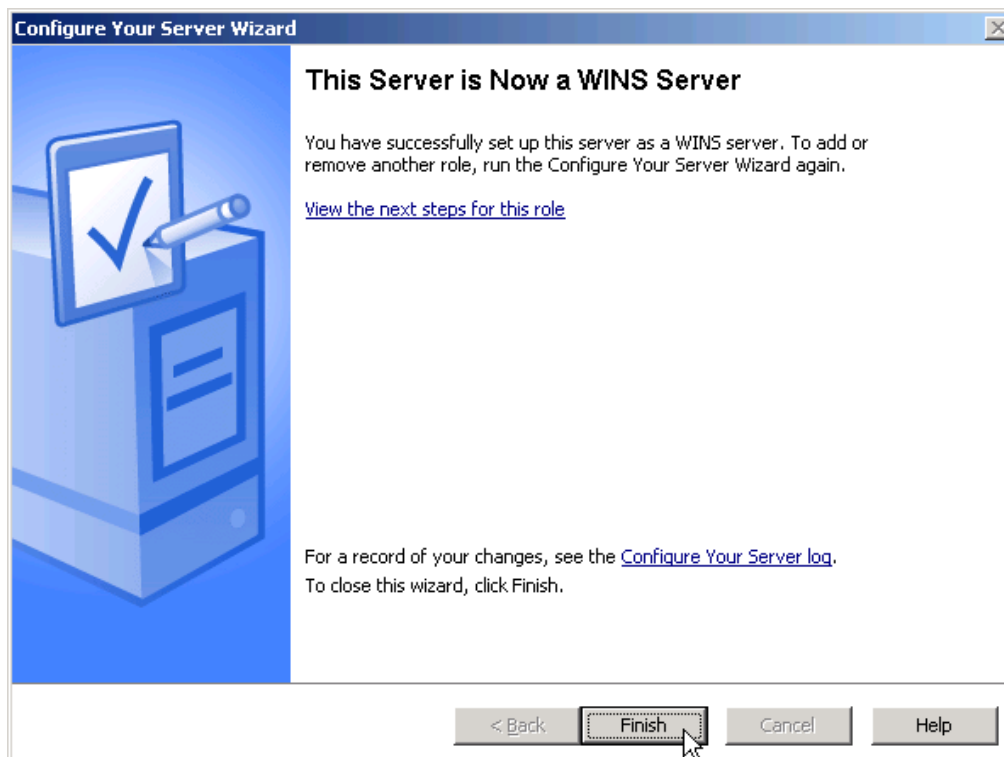 Configure Your Server Wizard
This Server is Now a WINS Server
You have successfully set up this server as a WINS server. To add or
remove another role, run the Configure Your Server Wizard again.
View the next steps for this role
For a record of your changes, see the Configure Your Server log.
To close this wizard, click Finish.
< Back
Finish
Cancel
Help